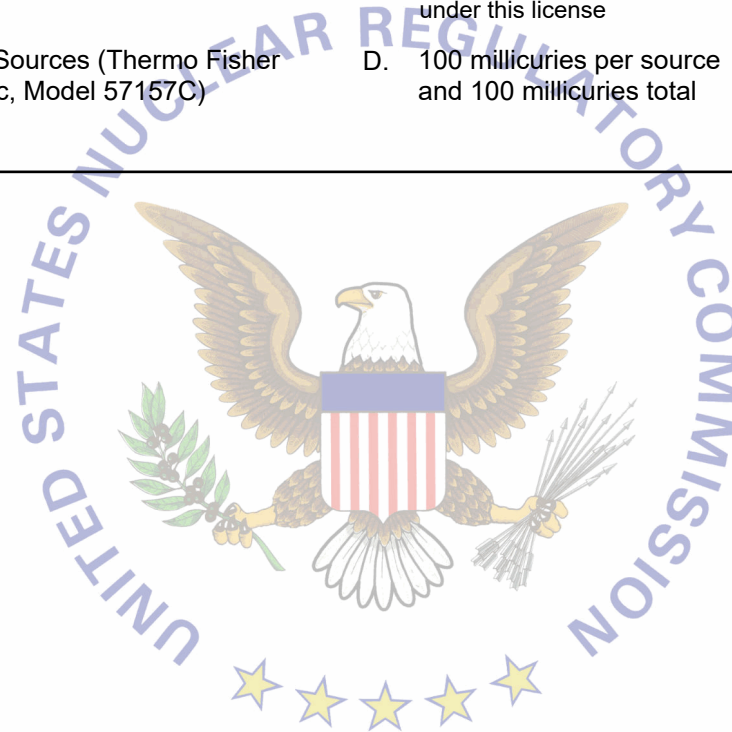 under this license
Sources (Thermo Fisher
D. 100 millicuries per source
c, Model 57157C)
and 100 millicuries total
UNITED STATES NUCLEAR REGULATORY COMMISSION